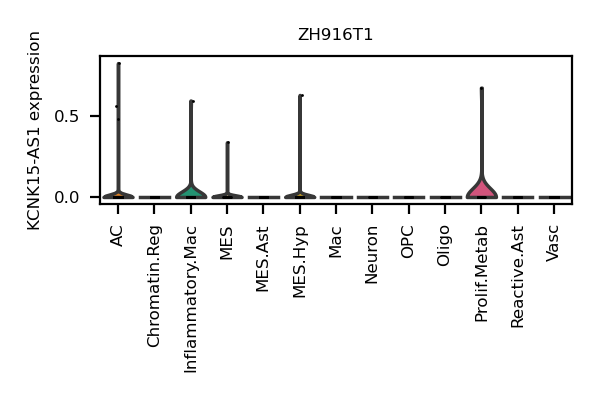 ZH916T1
KCNK15-AS1 expression
0.5
0.0
AC
Chromatin.Reg
Inflammatory.Mac
MES
MES.Ast
MES.Hyp
Mac
Neuron
OPC
Oligo
Prolif.Metab
Reactive.Ast
Vasc